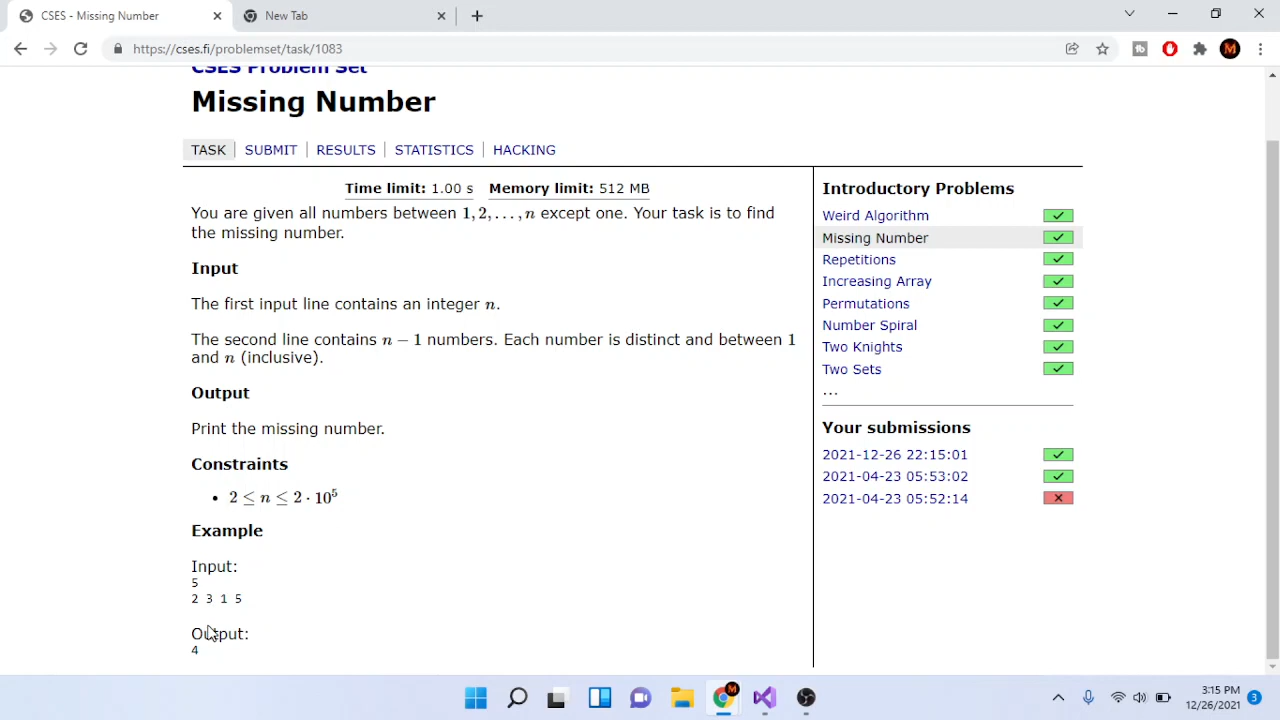 CSES - Missing Number
New Tab
https://cses.fi/problemset/task/1083
CSES Problem Set
Missing Number
TASK
SUBMIT
RESULTS
STATISTICS
HACKING
Time limit: 1.00 s Memory limit: 512 MB
You are given all numbers between 1, 2, . . . , n except one. Your task is to find
the missing number.
Input
The first input line contains an integer n.
The second line contains n − 1 numbers. Each number is distinct and between 1
and n (inclusive).
Output
Print the missing number.
Constraints
• 2 ≤ n ≤ 2 · 10⁵
Example
Input:
5
2 3 1 5
Output:
4
Introductory Problems
Weird Algorithm
Missing Number
Repetitions
Increasing Array
Permutations
Number Spiral
Two Knights
Two Sets
...
Your submissions
2021-12-26 22:15:01
2021-04-23 05:53:02
2021-04-23 05:52:14
M
M
3:15 PM
12/26/2021
3